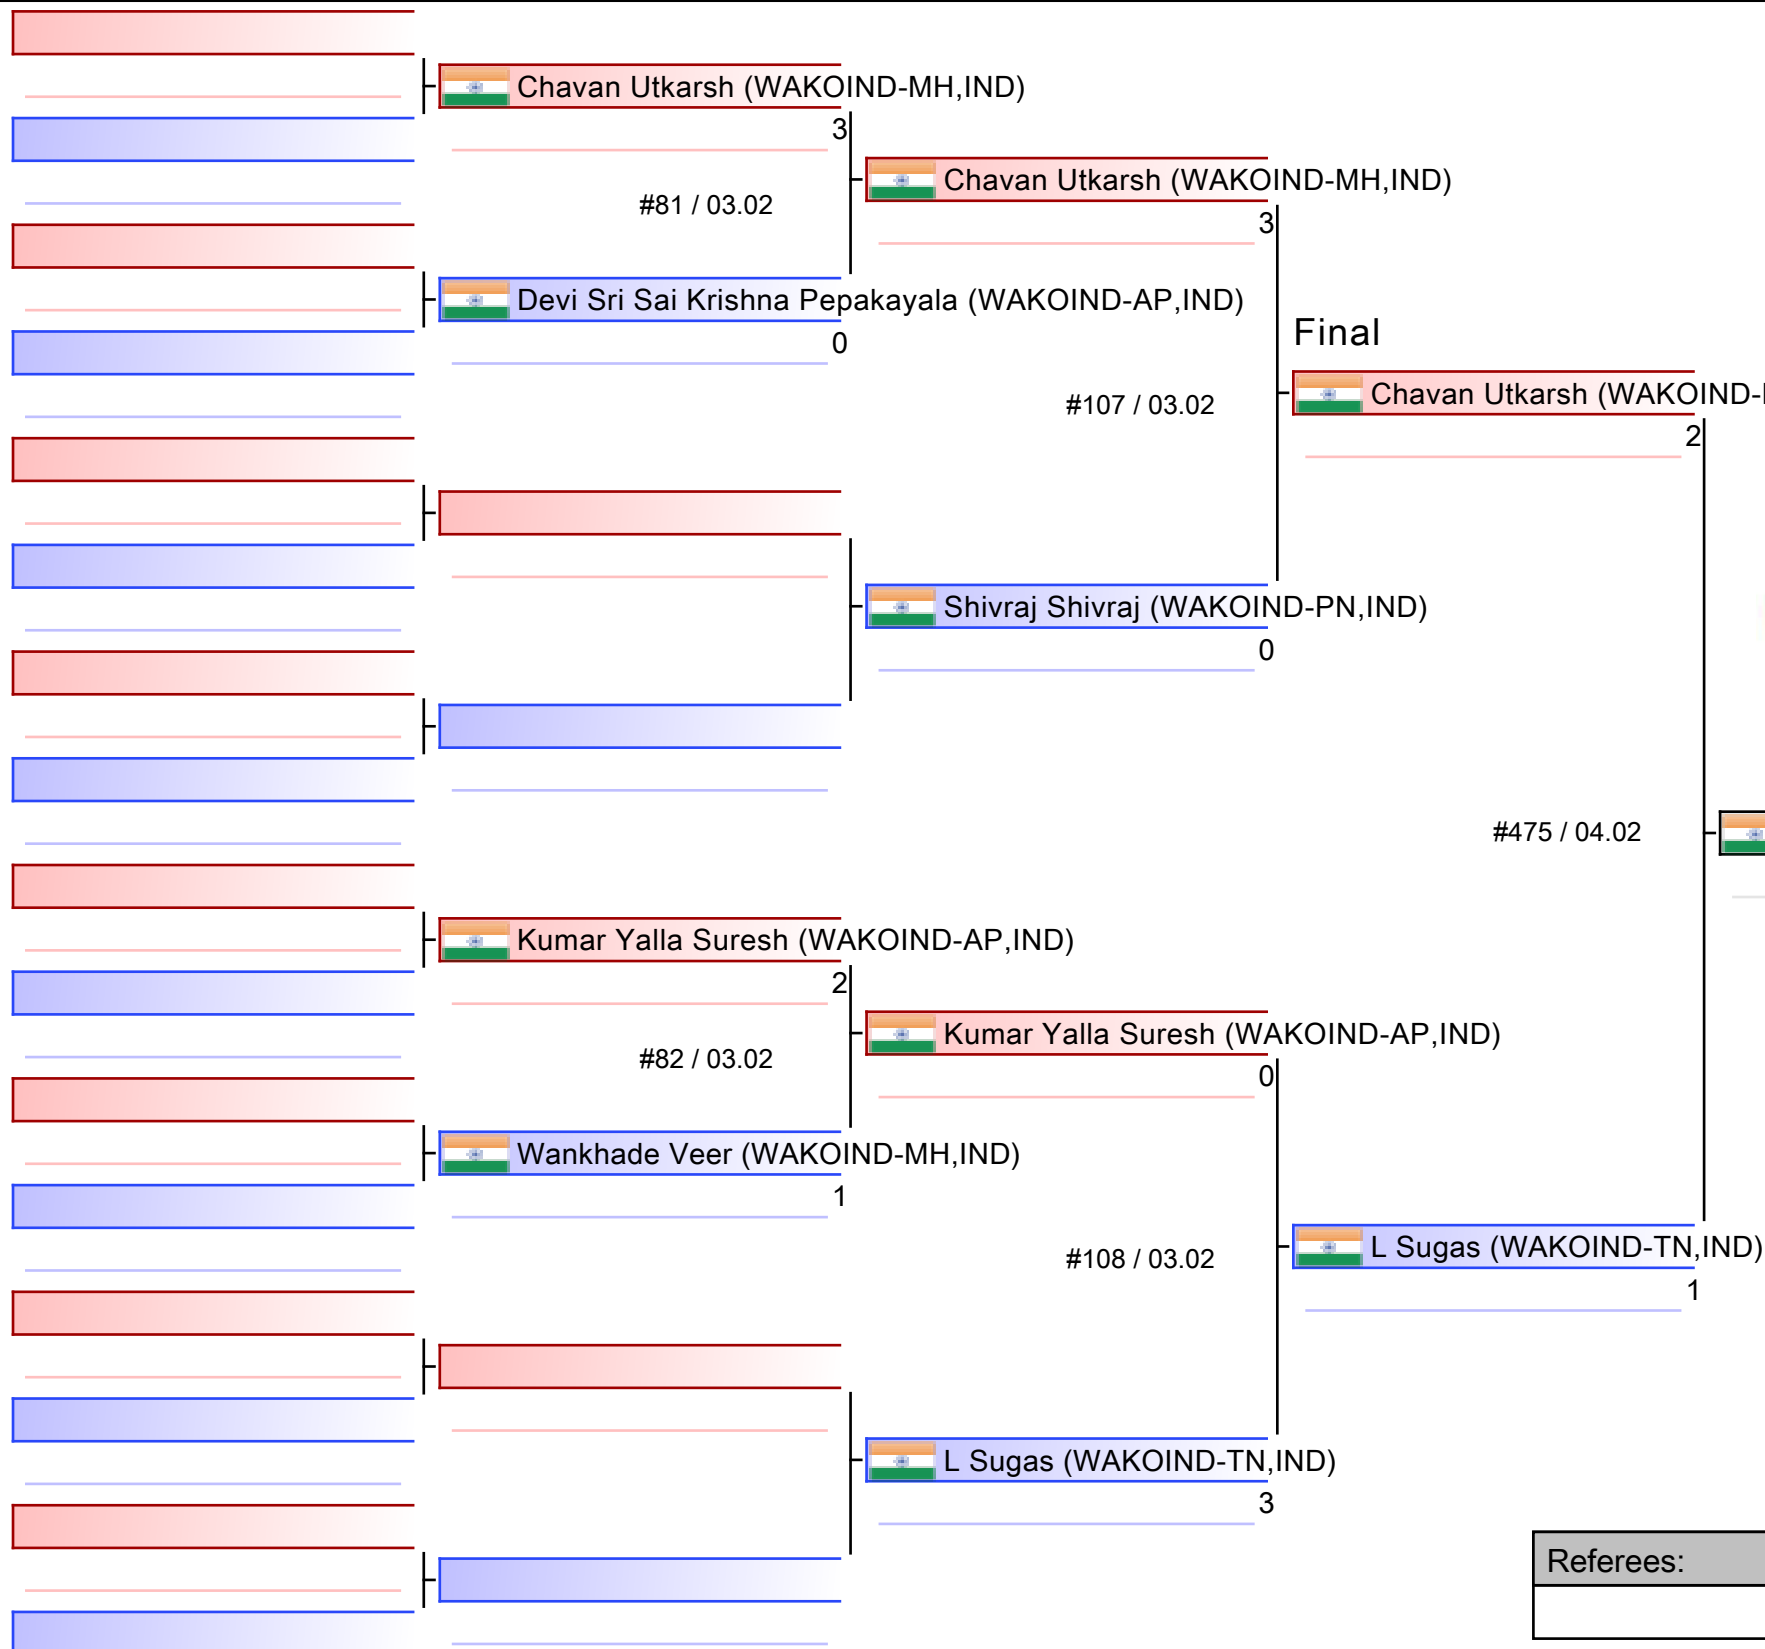 Chavan Utkarsh (WAKOIND-MH,IND)
3
#81 / 03.02
Devi Sri Sai Krishna Pepakayala (WAKOIND-AP,IND)
0
Chavan Utkarsh (WAKOIND-MH,IND)
3
#107 / 03.02
Shivraj Shivraj (WAKOIND-PN,IND)
0
Final
Chavan Utkarsh (WAKOIND-
2
#475 / 04.02
Kumar Yalla Suresh (WAKOIND-AP,IND)
2
#82 / 03.02
Wankhade Veer (WAKOIND-MH,IND)
1
Kumar Yalla Suresh (WAKOIND-AP,IND)
0
#108 / 03.02
L Sugas (WAKOIND-TN,IND)
3
L Sugas (WAKOIND-TN,IND)
1
Referees: